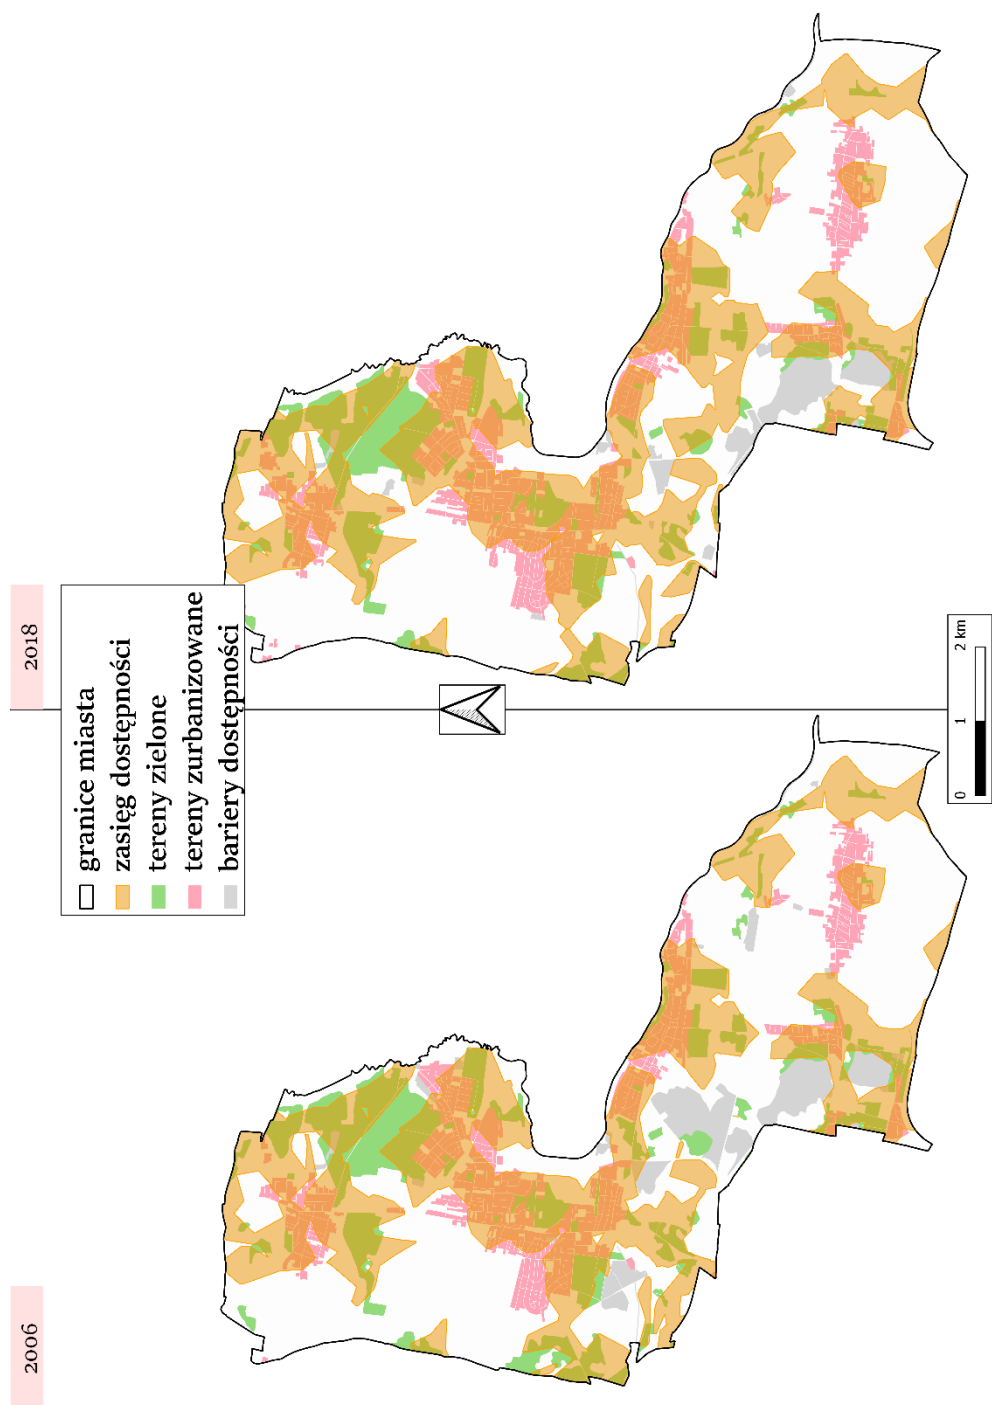 2006
2018
granice miasta
zasięg dostępności
tereny zielone
tereny zurbanizowane
bariery dostępności
0 1 2 km